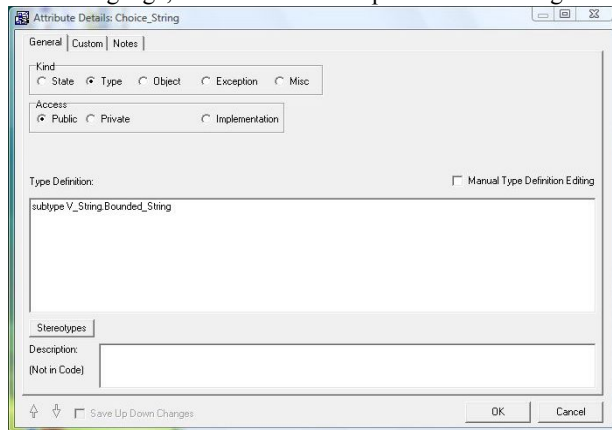 Attribute Details: Choice_String
General Custom Notes
Kind
State Type Object Exception Misc
Access
Public Private Implementation
Type Definition: Manual Type Definition Editing
subtype V_String.Bounded_String
Stereotypes
Description:
(Not in Code)
Save Up Down Changes OK Cancel